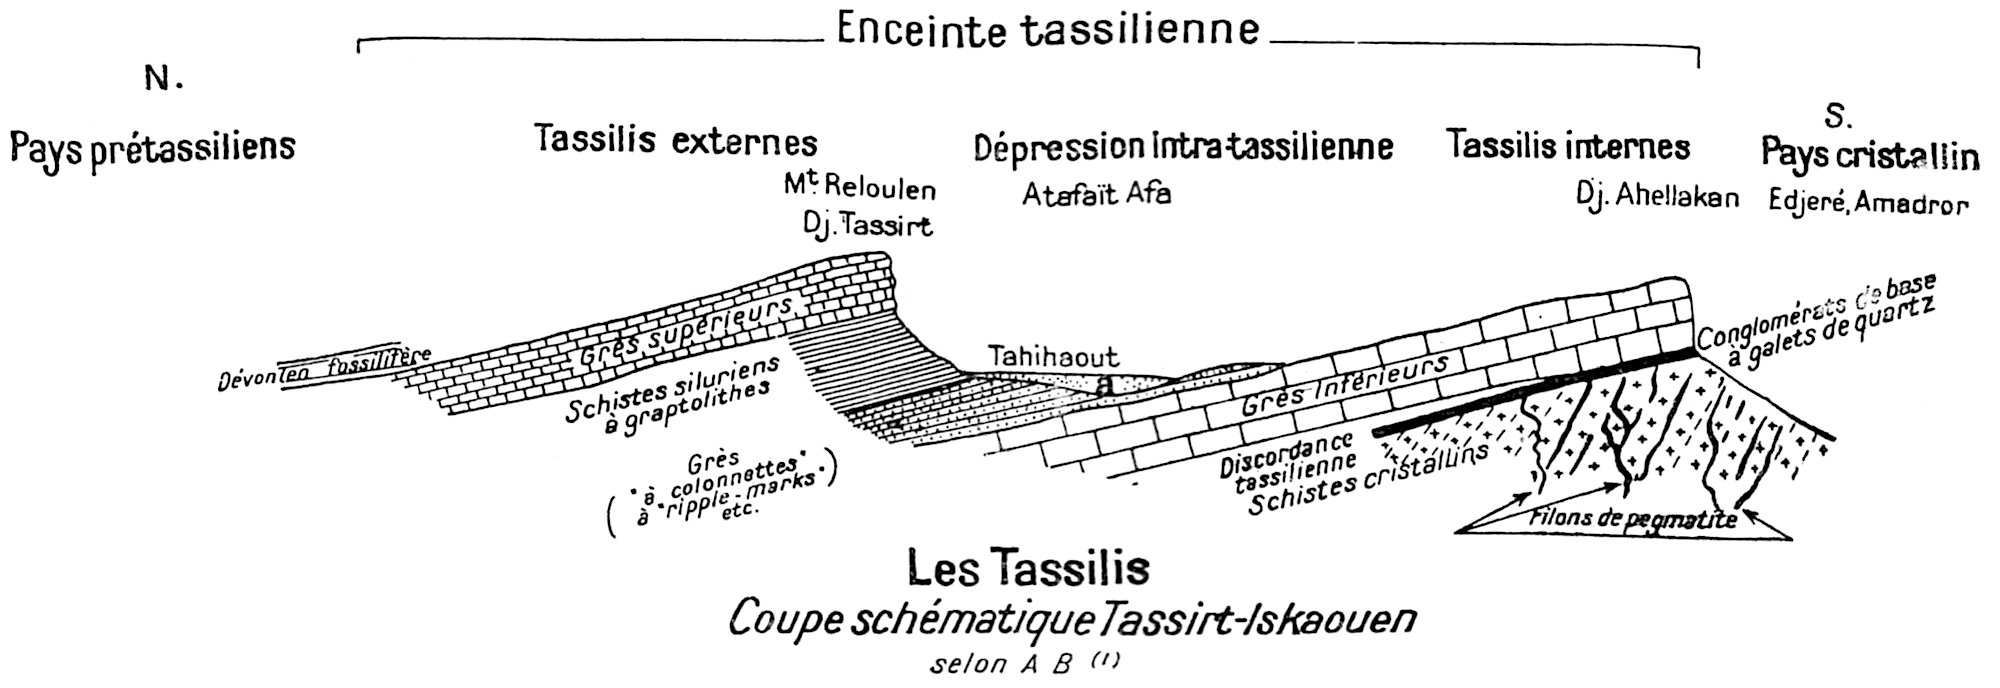 Enceinte tassilienne
N.
S.
Pays prétassiliens
Tassilis externes
Dépression Intra-tassilienne
Tassilis internes
Pays cristallin
Mt. Reloulen
Dj. Tassirt
Atafaït Afa
Dj. Ahellakan
Edjeré, Amadror
Dévonien fossilifère
Grès supérieurs
Schistes siluriens
à graptolithes
Grès
"à colonnettes"
à "ripple-marks"
etc.
Tahihaout
Grès Inférieurs
Conglomérats de base
à galets de quartz
Discordance
tassilienne
Schistes cristallins
Filons de pegmatite
Les Tassilis
Coupe schématique Tassirt-Iskaouen
selon A B (1)